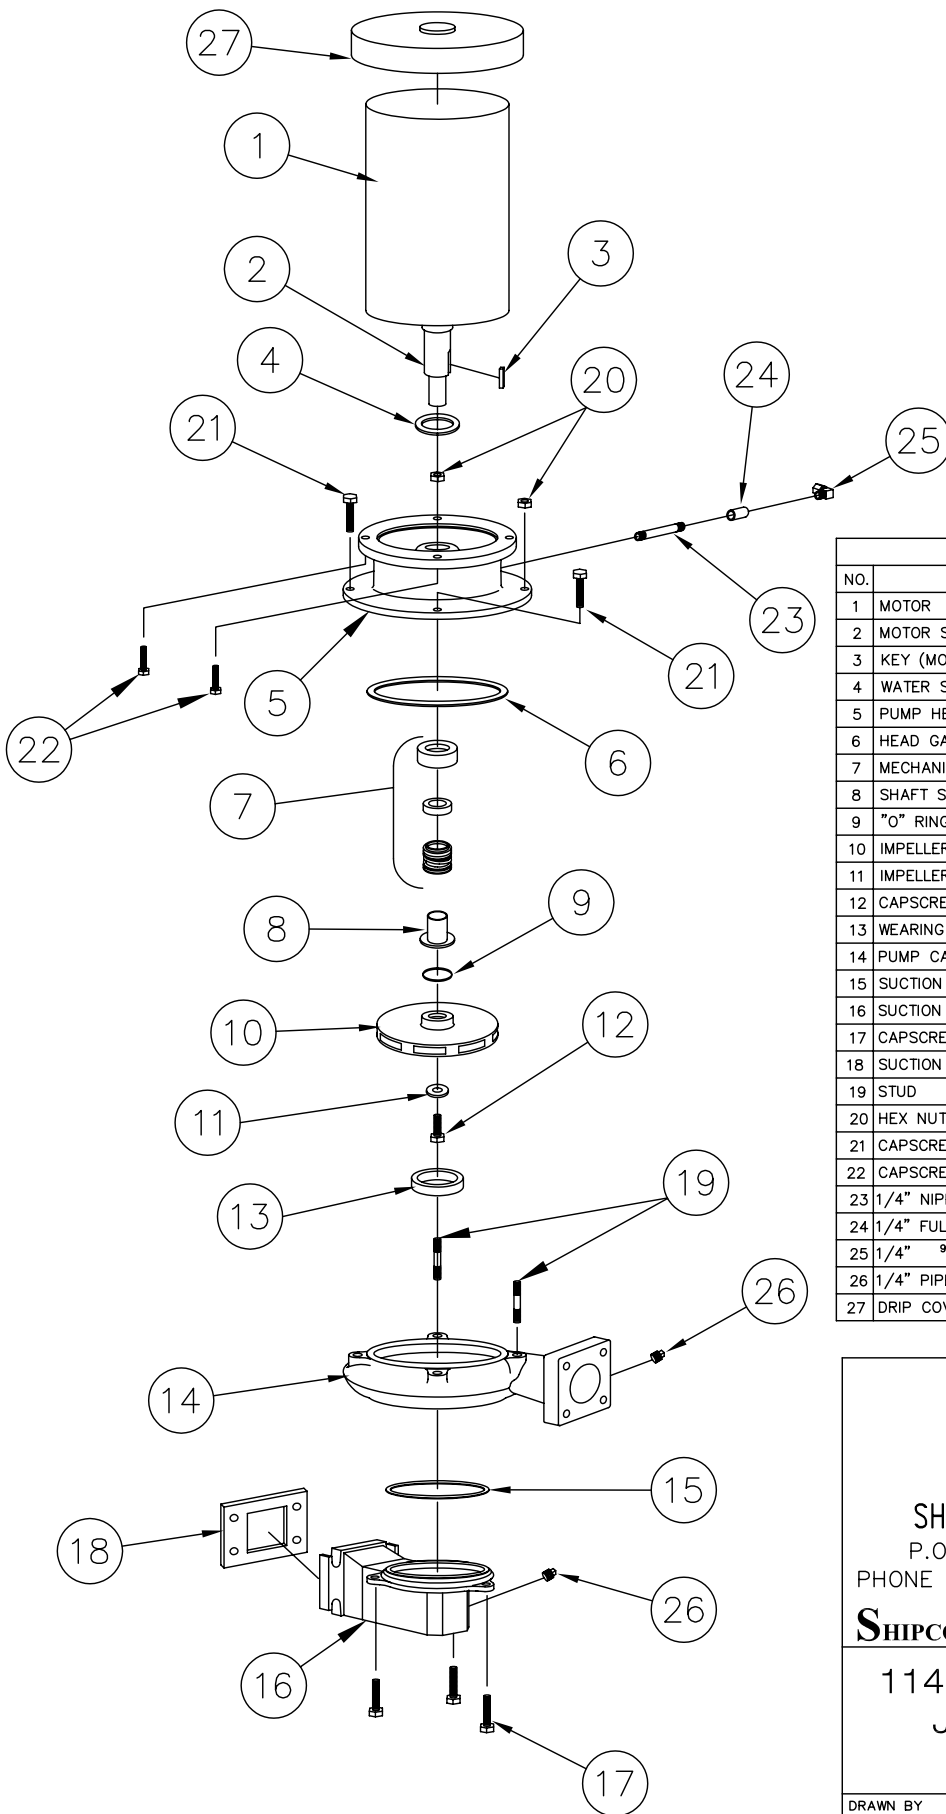 27
1
2
3
4
20
24
21
25
23
5
21
22
6
7
9
8
10
12
11
13
19
26
14
15
18
26
16
17
NO.
1 MOTOR
2 MOTOR S
3 KEY (MO
4 WATER S
5 PUMP HE
6 HEAD GA
7 MECHANI
8 SHAFT S
9 "O" RING
10 IMPELLER
11 IMPELLER
12 CAPSCRE
13 WEARING
14 PUMP CA
15 SUCTION
16 SUCTION
17 CAPSCRE
18 SUCTION
19 STUD
20 HEX NUT
21 CAPSCRE
22 CAPSCRE
23 1/4" NIP
24 1/4" FUL
25 1/4" 9
26 1/4" PIP
27 DRIP COV
SH
P.O
PHONE
SHIPCO
114
DRAWN BY